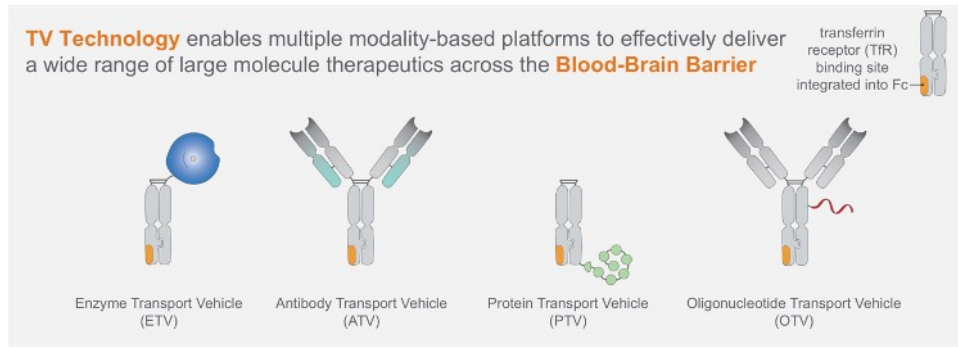 TV Technology enables multiple modality-based platforms to effectively deliver
a wide range of large molecule therapeutics across the Blood-Brain Barrier
transferrin
receptor (TfR)
binding site
integrated into Fc
Enzyme Transport Vehicle
(ETV)
Antibody Transport Vehicle
(ATV)
Protein Transport Vehicle
(PTV)
Oligonucleotide Transport Vehicle
(OTV)